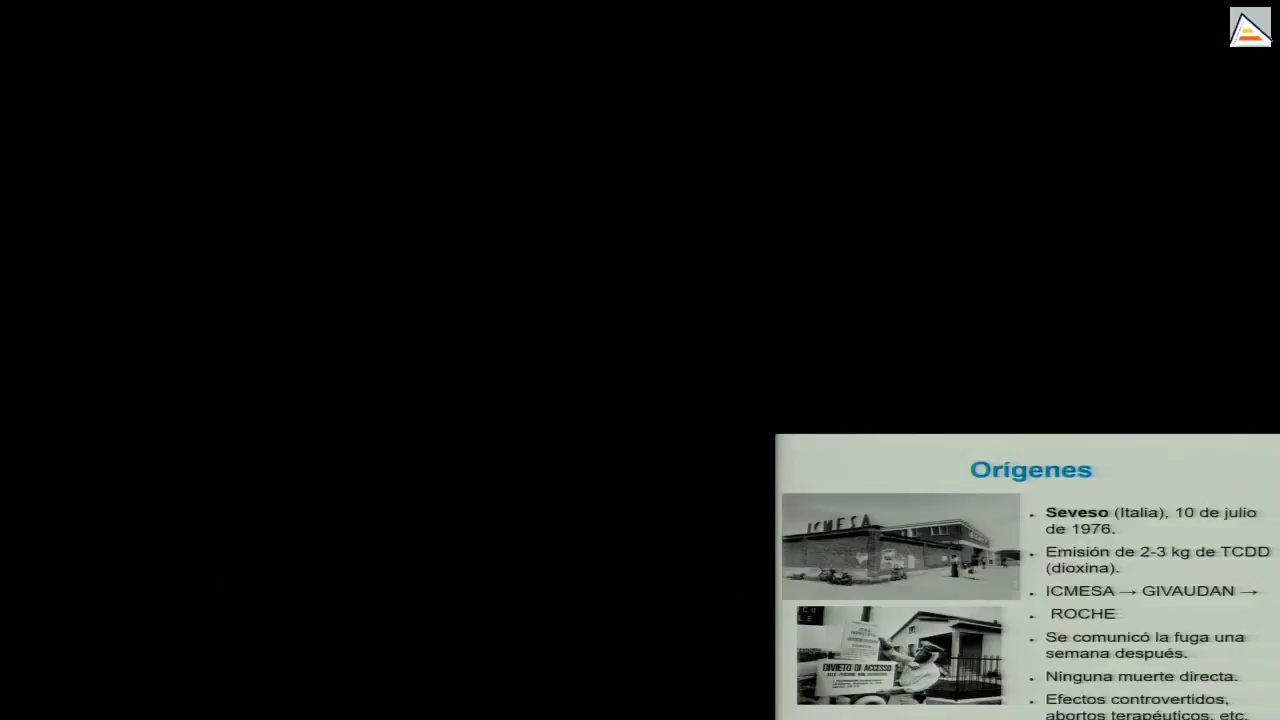 Orígenes
ICMESA
DIVIETO DI ACCESSO
. Seveso (Italia), 10 de julio
de 1976.
. Emisión de 2-3 kg de TCDD
(dioxina).
. ICMESA → GIVAUDAN →
. ROCHE
. Se comunicó la fuga una
semana después.
. Ninguna muerte directa.
. Efectos controvertidos,
abortos terapéuticos, etc.